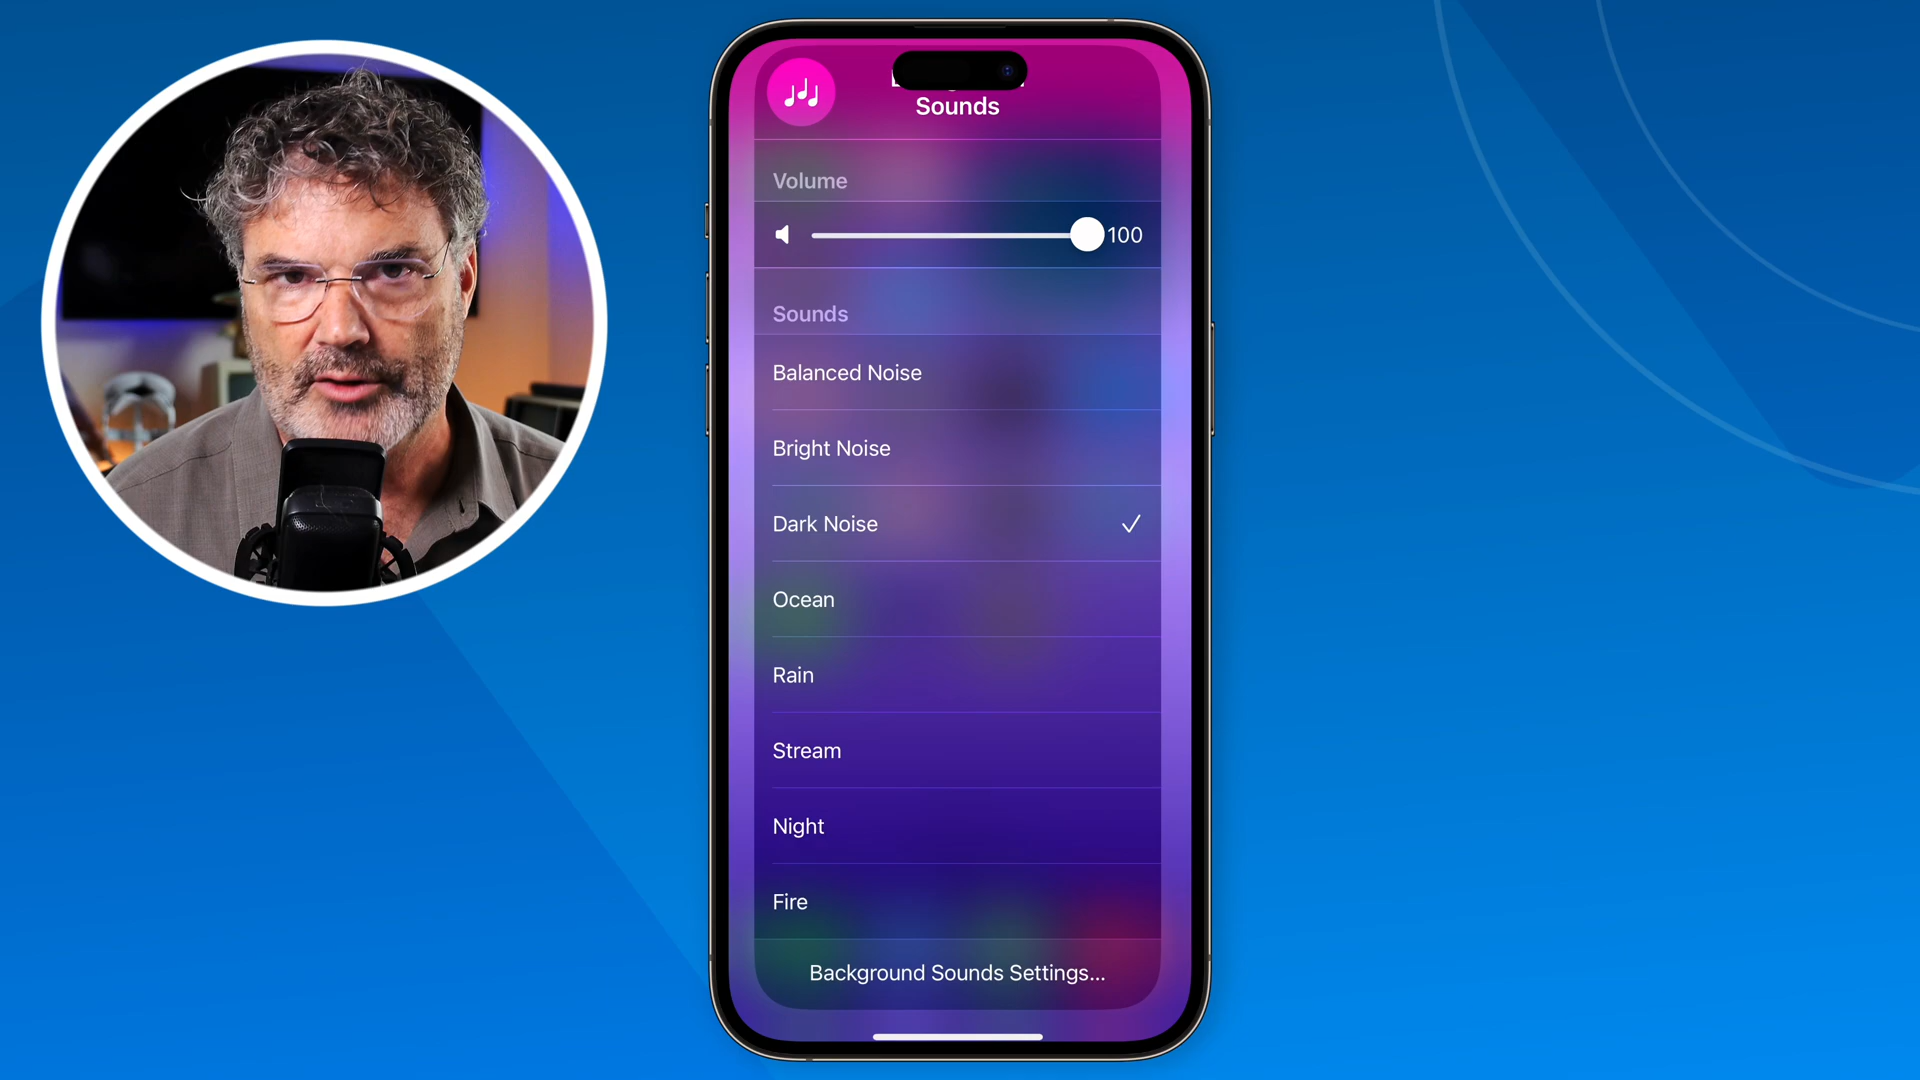 Sounds
Volume
100
Sounds
Balanced Noise
Bright Noise
Dark Noise
Ocean
Rain
Stream
Night
Fire
Background Sounds Settings...